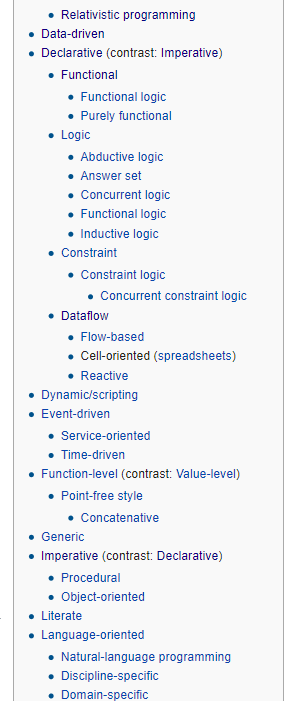 Relativistic programming
Data-driven
Declarative (contrast: Imperative)
Functional
Functional logic
Purely functional
Logic
Abductive logic
Answer set
Concurrent logic
Functional logic
Inductive logic
Constraint
Constraint logic
Concurrent constraint logic
Dataflow
Flow-based
Cell-oriented (spreadsheets)
Reactive
Dynamic/scripting
Event-driven
Service-oriented
Time-driven
Function-level (contrast: Value-level)
Point-free style
Concatenative
Generic
Imperative (contrast: Declarative)
Procedural
Object-oriented
Literate
Language-oriented
Natural-language programming
Discipline-specific
Domain-specific